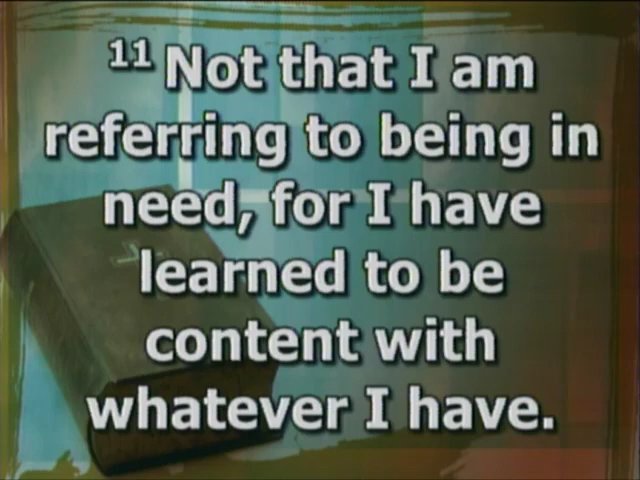 11 Not that I am
referring to being in
need, for I have
learned to be
content with
whatever I have.